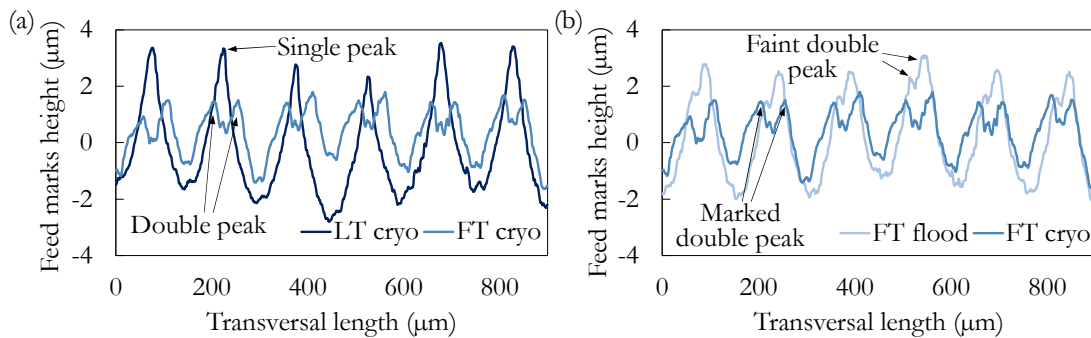 (a)
Feed marks height (µm)
4
2
0
-2
-4
Single peak
Double peak
LT cryo
FT cryo
0
200
400
600
800
Transversal length (µm)
(b)
Feed marks height (µm)
4
2
0
-2
-4
Faint double
peak
Marked
double peak
FT flood
FT cryo
0
200
400
600
800
Transversal length (µm)